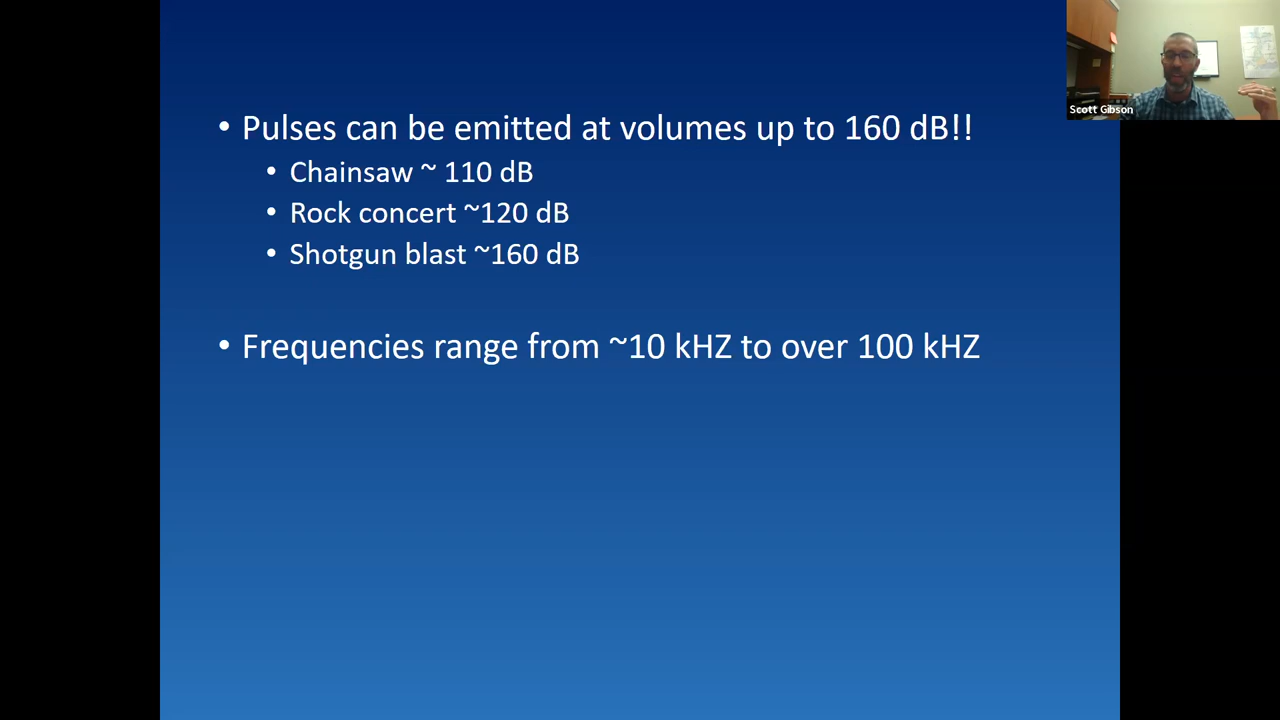 • Pulses can be emitted at volumes up to 160 dB!!
• Chainsaw ~ 110 dB
• Rock concert ~120 dB
• Shotgun blast ~160 dB
• Frequencies range from ~10 kHZ to over 100 kHZ
Scott Gibson